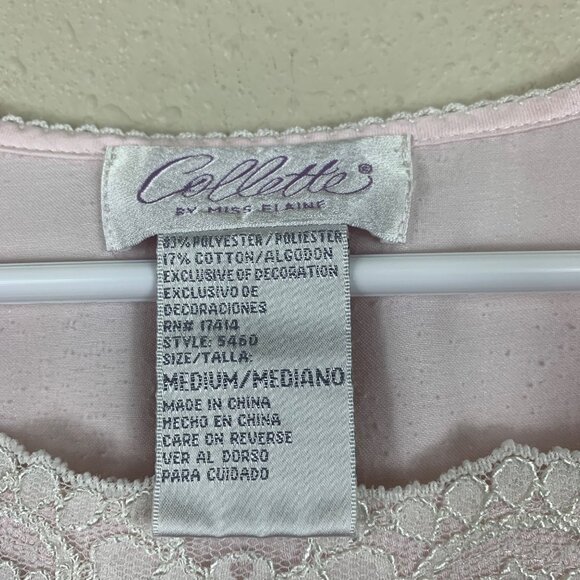 Collette®
BY MISS ELAINE
83% POLYESTER/POLIESTER
17% COTTON/ALGODON
EXCLUSIVE OF DECORATION
EXCLUSIVO DE
DECORACIONES
RN# 17414
STYLE: 5460
SIZE/TALLA:
MEDIUM/MEDIANO
MADE IN CHINA
HECHO EN CHINA
CARE ON REVERSE
VER AL DORSO
PARA CUIDADO